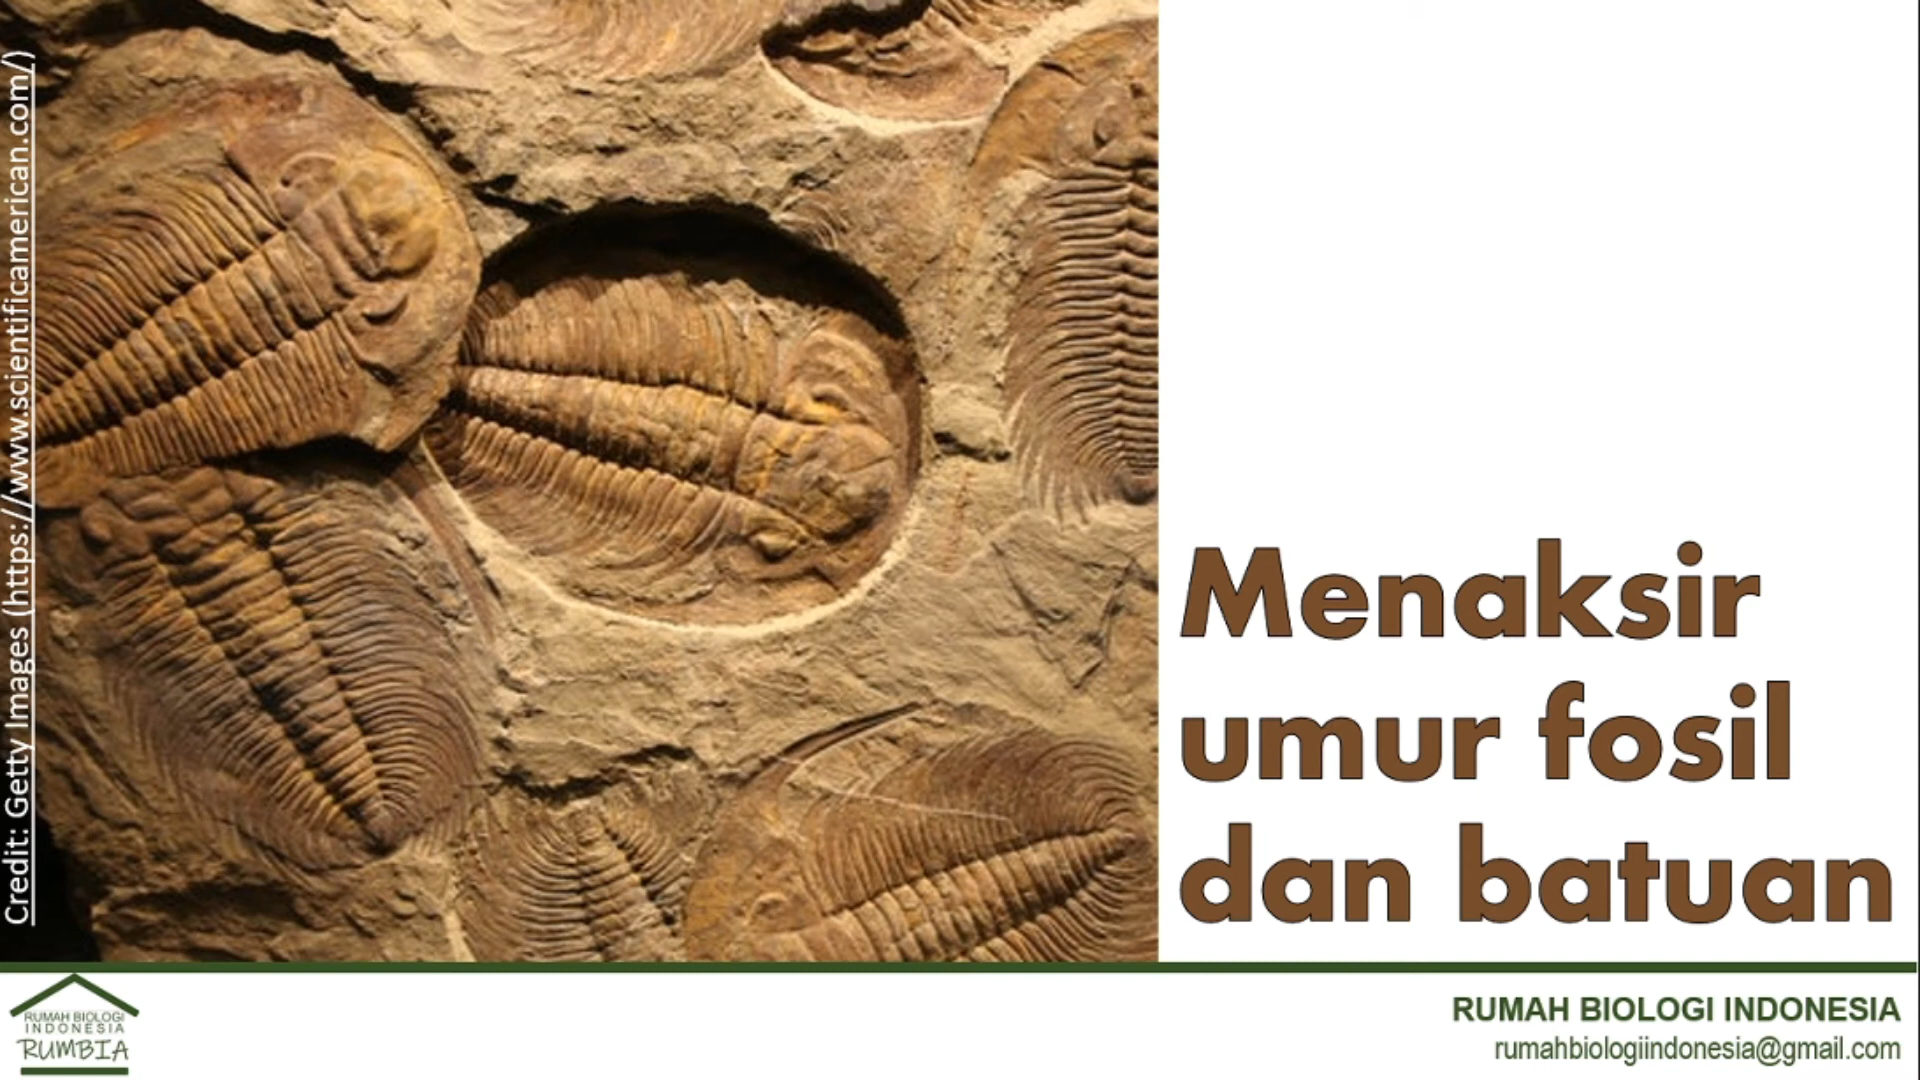 Credit: Getty Images (https://www.scientificamerican.com/)
Menaksir
umur fosil
dan batuan
RUMAH BIOLOGI
INDONESIA
RUMBIA
RUMAH BIOLOGI INDONESIA
rumahbiologiindonesia@gmail.com